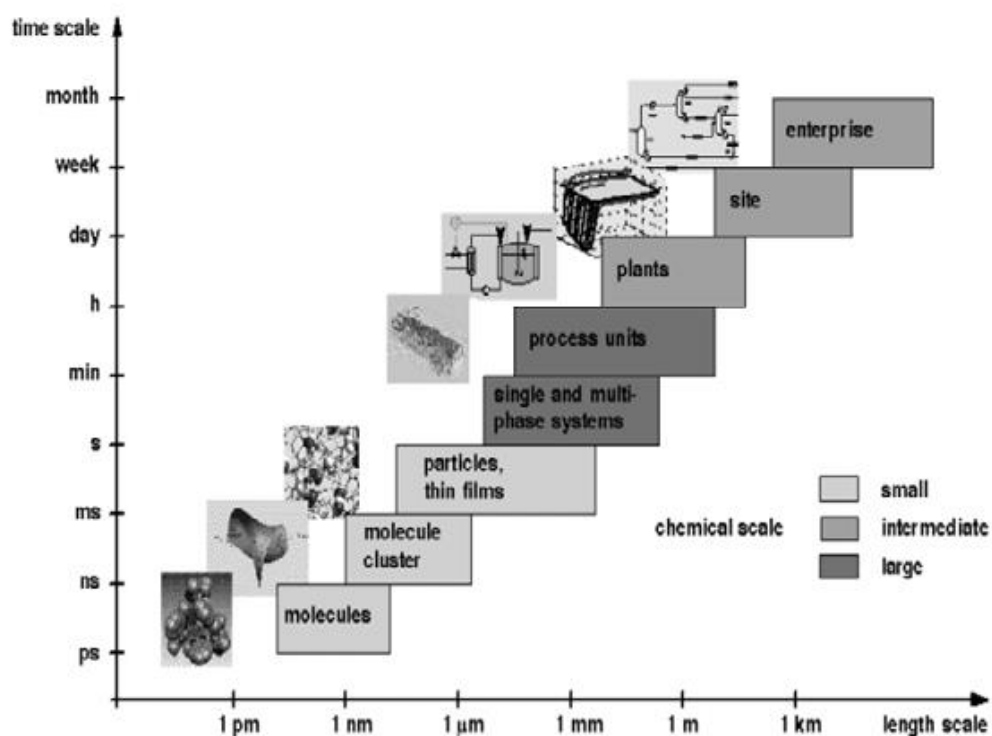 time scale
month
week
day
h
min
s
ms
ns
ps
enterprise
site
plants
process units
single and multi-
phase systems
particles,
thin films
molecule
cluster
molecules
chemical scale
small
intermediate
large
1 pm
1 nm
1 μm
1 mm
1 m
1 km
length scale